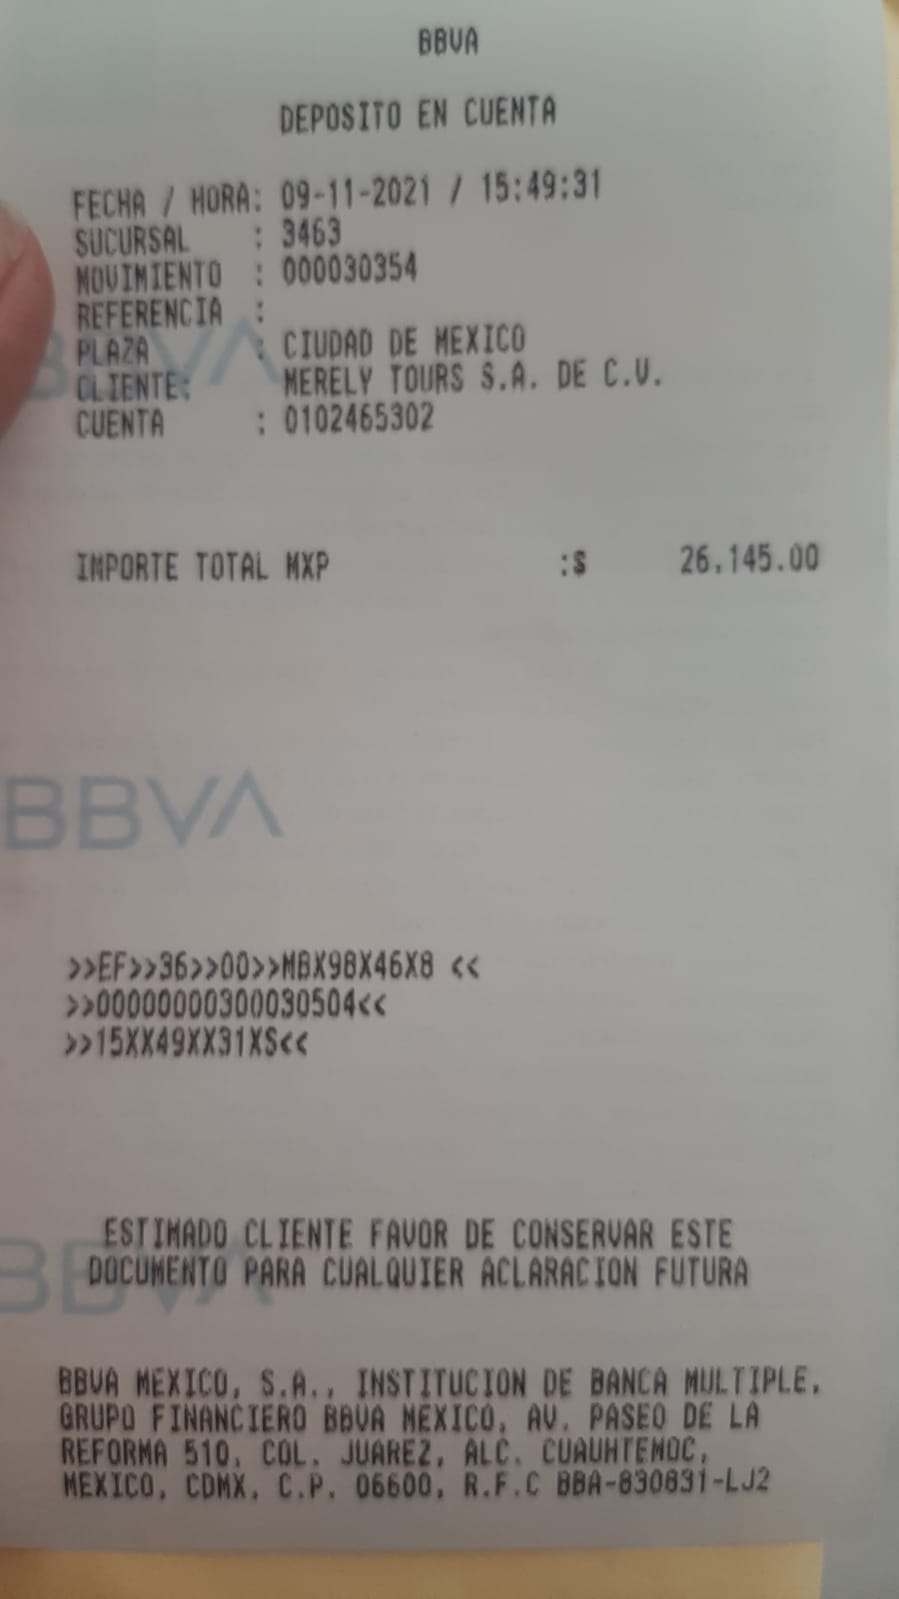 BBVA
DEPOSITO EN CUENTA
FECHA / HORA: 09-11-2021 / 15:49:31
SUCURSAL : 3463
MOVIMIENTO : 000030354
REFERENCIA :
PLAZA : CIUDAD DE MEXICO
CLIENTE: MERELY TOURS S.A. DE C.V.
CUENTA : 0102465302
IMPORTE TOTAL MXP :$ 26,145.00
BBVA
>>EF>>36>>00>>MBX98X46X8 <<
>>00000000300030504<<
>>15XX49XX31XS<<
ESTIMADO CLIENTE FAVOR DE CONSERVAR ESTE
DOCUMENTO PARA CUALQUIER ACLARACION FUTURA
BBVA MEXICO, S.A., INSTITUCION DE BANCA MULTIPLE,
GRUPO FINANCIERO BBVA MEXICO, AV. PASEO DE LA
REFORMA 510, COL. JUAREZ, ALC. CUAUHTEMOC,
MEXICO, CDMX, C.P. 06600, R.F.C BBA-830831-LJ2